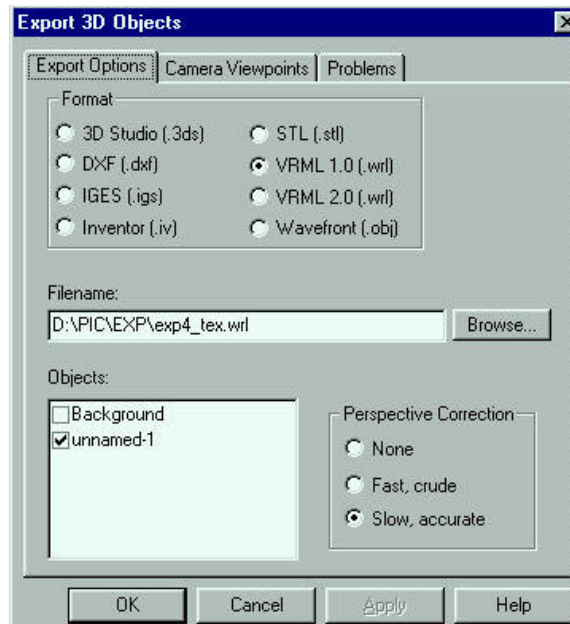 Export 3D Objects
Export Options Camera Viewpoints Problems
Format
3D Studio (.3ds) STL (.stl)
DXF (.dxf) VRML 1.0 (.wrl)
IGES (.igs) VRML 2.0 (.wrl)
Inventor (.iv) Wavefront (.obj)
Filename:
D:\PIC\EXP\exp4_tex.wrl Browse...
Objects:
Background
unnamed-1
Perspective Correction
None
Fast, crude
Slow, accurate
OK Cancel Apply Help